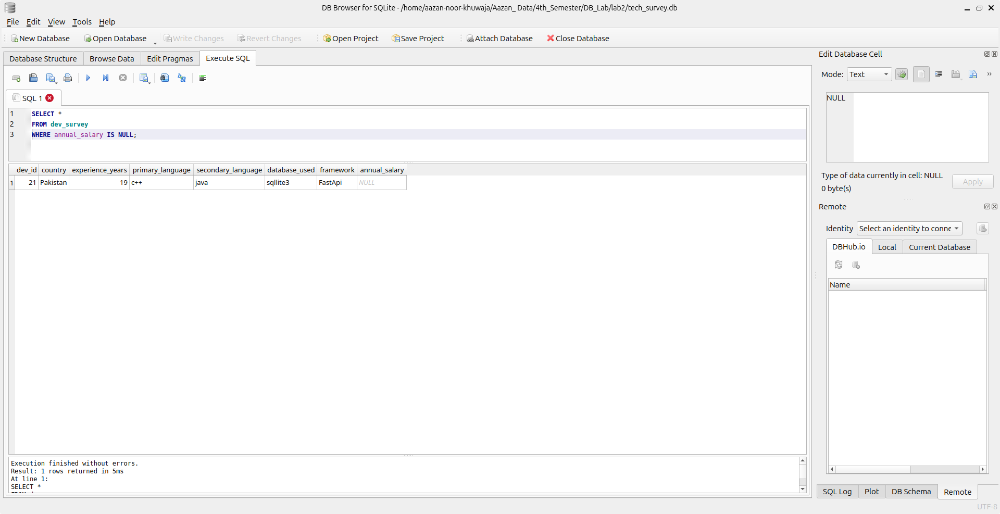 DB Browser for SQLite - /home/aazan-noor-khuwaja/Aazan_ Data/4th_Semester/DB_Lab/lab2/tech_survey.db
File Edit View Tools Help
New Database Open Database Write Changes Revert Changes Open Project Save Project Attach Database Close Database
Database Structure Browse Data Edit Pragmas Execute SQL
SQL 1
1 SELECT *
2 FROM dev_survey
3 WHERE annual_salary IS NULL;
dev_id country experience_years primary_language secondary_language database_used framework annual_salary
1 21 Pakistan 19 c++ java sqllite3 FastApi NULL
Execution finished without errors.
Result: 1 rows returned in 5ms
At line 1:
SELECT *
Edit Database Cell
Mode: Text
NULL
Type of data currently in cell: NULL
0 byte(s)
Apply
Remote
Identity Select an identity to conne
DBHub.io Local Current Database
Name
SQL Log Plot DB Schema Remote
UTF-8